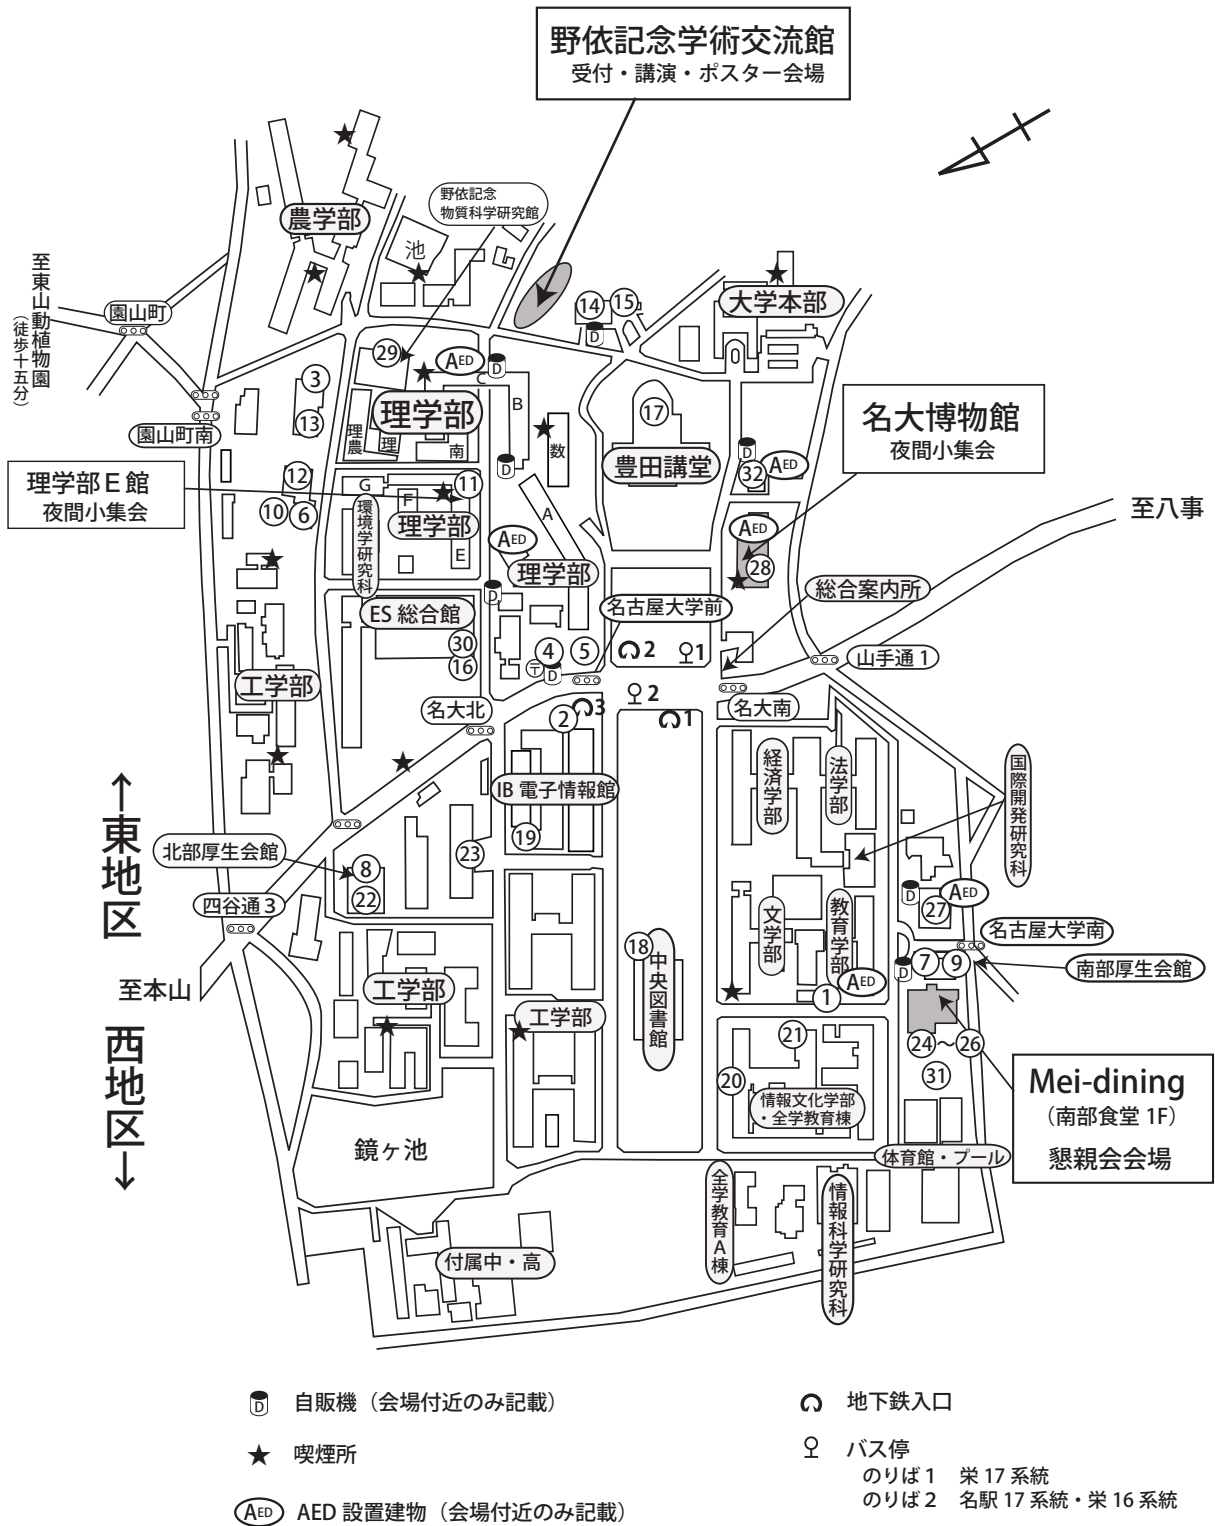 野依記念学術交流館
受付・講演・ポスター会場
野依記念
物質科学研究館
農学部
池
至東山動植物園
（徒歩十五分）
園山町
園山町南
14
15
大学本部
29
AED
D
D
3
13
C
B
理学部
理農
理
南
数
17
豊田講堂
名大博物館
夜間小集会
D
32
AED
理学部E館
夜間小集会
12
10
6
G
F
11
理学部
E
環境学研究科
D
A
AED
理学部
AED
28
至八事
総合案内所
ES 総合館
30
16
D
名古屋大学前
4
5
〒
D
2
1
山手通 1
工学部
名大北
2
3
2
1
名大南
経済学部
法学部
国際開発研究科
IB 電子情報館
19
↑東地区
北部厚生会館
8
22
23
四谷通 3
D
27
AED
文学部
教育学部
名古屋大学南
18
中央図書館
D
7
9
南部厚生会館
AED
1
至本山
工学部
工学部
21
20
24～26
31
情報文化学部
・全学教育棟
Mei-dining
（南部食堂 1F）
懇親会会場
西地区↓
鏡ヶ池
体育館・プール
全学教育A棟
情報科学研究科
付属中・高
D 自販機（会場付近のみ記載）
★ 喫煙所
AED AED 設置建物（会場付近のみ記載）
地下鉄入口
バス停
のりば 1 栄 17 系統
のりば 2 名駅 17 系統・栄 16 系統